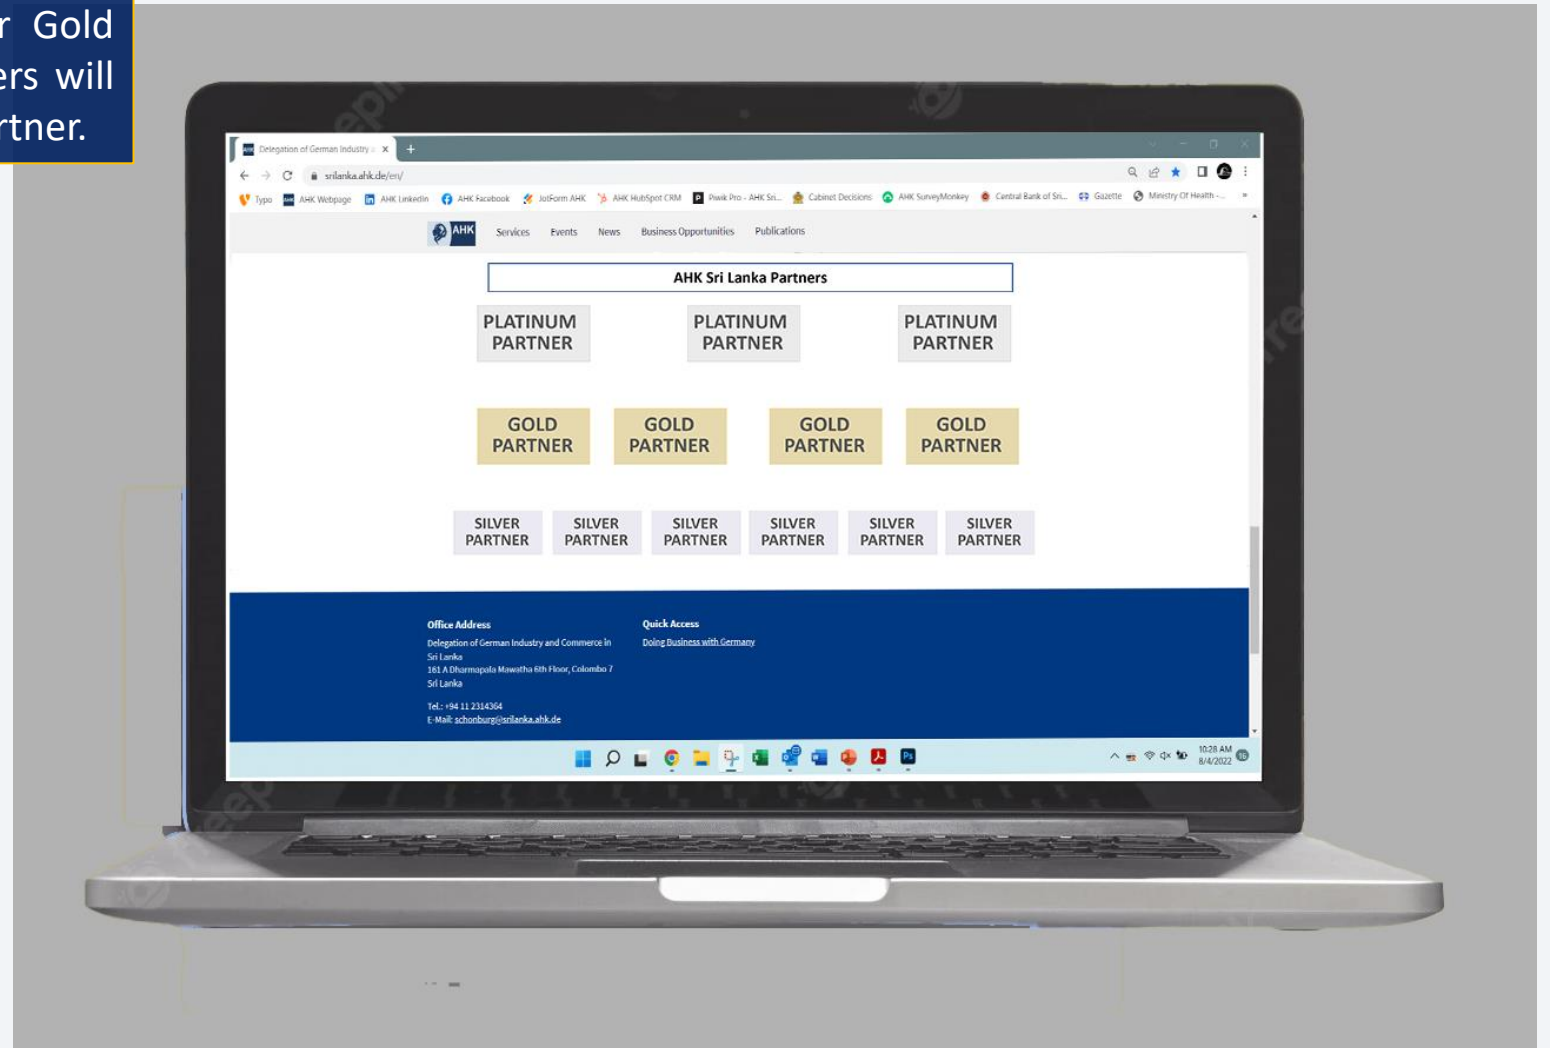 r Gold
ers will
rtner.
Delegation of German Industry
srilanka.ahk.de/en/
Typo AHK Webpage AHK LinkedIn AHK Facebook JotForm AHK AHK HubSpot CRM Piwik Pro - AHK Sri... Cabinet Decisions AHK SurveyMonkey Central Bank of Sri... Gazette Ministry Of Health -...
AHK Services Events News Business Opportunities Publications
AHK Sri Lanka Partners
PLATINUM PLATINUM PLATINUM
PARTNER PARTNER PARTNER
GOLD GOLD GOLD GOLD
PARTNER PARTNER PARTNER PARTNER
SILVER SILVER SILVER SILVER SILVER SILVER
PARTNER PARTNER PARTNER PARTNER PARTNER PARTNER
Office Address
Delegation of German Industry and Commerce in
Sri Lanka
161 A Dharmapala Mawatha 6th Floor, Colombo 7
Sri Lanka
Tel.: +94 11 2314364
E-Mail: schonburg@srilanka.ahk.de
Quick Access
Doing Business with Germany
10:28 AM
8/4/2022